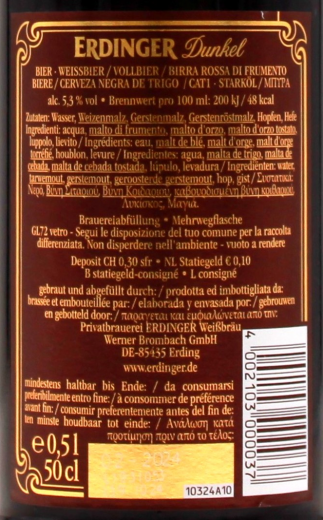 ERDINGER Dunkel
BIER - WEISSBIER / VOLLBIER / BIRRA ROSSA DI FRUMENTO
BIERE / CERVEZA NEGRA DE TRIGO / CAT1 - STARKÖL / ΜΠΥΡΑ
alc. 5,3 % vol • Brennwert pro 100 ml: 200 kJ / 48 kcal
Zutaten: Wasser, Weizenmalz, Gerstenmalz, Gerstenröstmalz, Hopfen, Hefe
Ingredienti: acqua, malto di frumento, malto d'orzo, malto d'orzo tostato,
luppolo, lievito / Ingrédients: eau, malt de blé, malt d'orge, malt d'orge
torréfié, houblon, levure / Ingredientes: agua, malta de trigo, malta de
cebada, malta de cebada tostada, lúpulo, levadura / Ingrediënten: water,
tarwemout, gerstemout, geroosterde gerstemout, hop, gist / Συστατικά:
Νερό, Βύνη Σιταριού, Βύνη Κριθαριού, καβουρδισμένη βύνη κριθαριού,
Λυκίσκος, Μαγιά.
Brauereiabfüllung • Mehrwegflasche
GL72 vetro - Segui le disposizione del tuo comune per la raccolta
differenziata. Non disperdere nell'ambiente - vuoto a rendere
Deposit CH 0,30 sfr • NL Statiegeld € 0,10
B statiegeld-consigné • L consigné
gebraut und abgefüllt durch: / prodotta ed imbottigliata da:
brassée et embouteillée par: / elaborada y envasada por: / gebrouwen
en gebotteld door: / παράγεται και εμφιαλώνεται απ':
Privatbrauerei ERDINGER Weißbräu
Werner Brombach GmbH
DE-85435 Erding
www.erdinger.de
mindestens haltbar bis Ende: / da consumarsi
preferibilmente entro fine: / à consommer de préférence
avant fin: / consumir preferentemente antes del fin de:
ten minste houdbaar tot einde: / Ανάλωση κατά
προτίμηση πριν από το τέλος:
e 0,5 l
50 cl
2024
10324A10
4 002103 000037